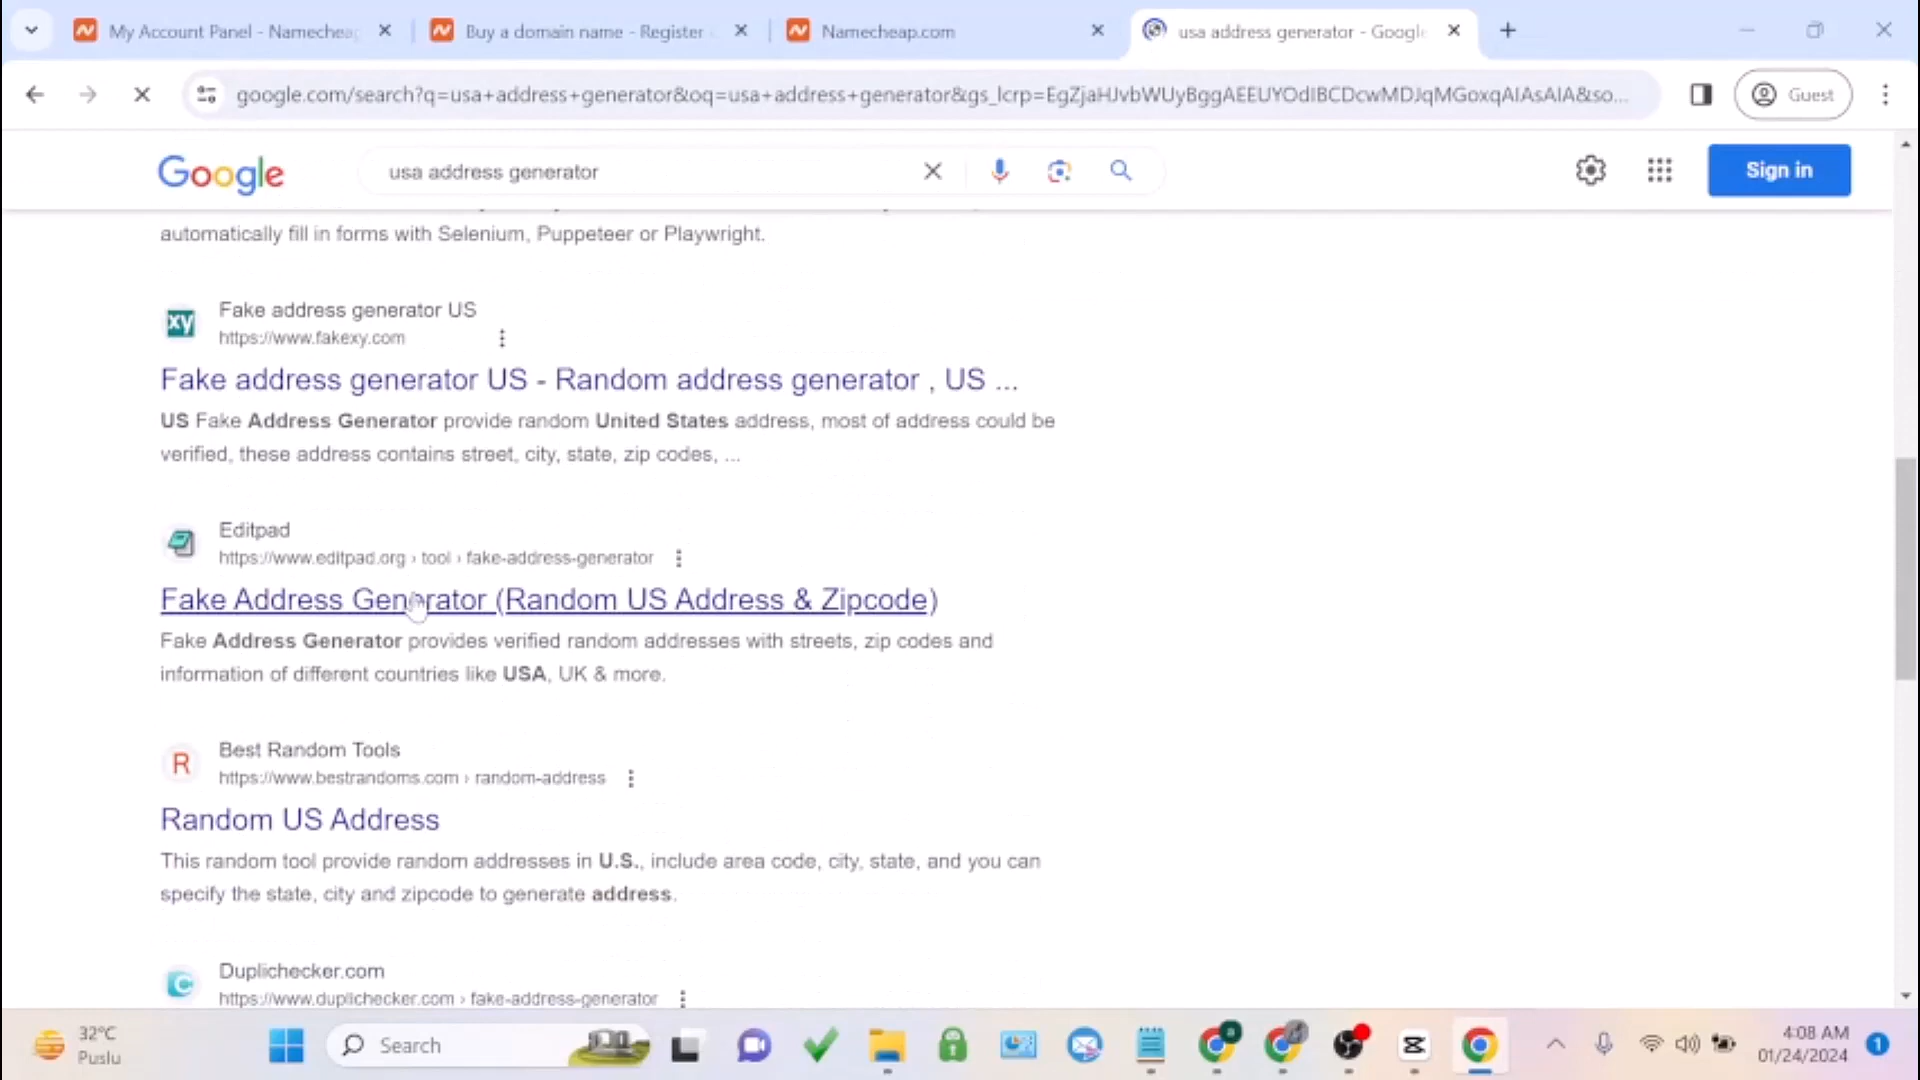 My Account Panel - Namecheap
Buy a domain name - Register
Namecheap.com
usa address generator - Google
google.com/search?q=usa+address+generator&oq=usa+address+generator&gs_lcrp=
Guest
Google
usa address generator
Sign in
automatically fill in forms with Selenium, Puppeteer or Playwright.
xy
Fake address generator US
https://www.fakexy.com
Fake address generator US - Random address generator , US ...
US Fake Address Generator provide random United States address, most of address could be
verified, these address contains street, city, state, zip codes, ...
Editpad
https://www.editpad.org › tool › fake-address-generator
Fake Address Generator (Random US Address & Zipcode)
Fake Address Generator provides verified random addresses with streets, zip codes and
information of different countries like USA, UK & more.
R
Best Random Tools
https://www.bestrandoms.com › random-address
Random US Address
This random tool provide random addresses in U.S., include area code, city, state, and you can
specify the state, city and zipcode to generate address.
C
Duplichecker.com
https://www.duplichecker.com › fake-address-generator
32°C
Puslu
Search
4:08 AM
01/24/2024
1